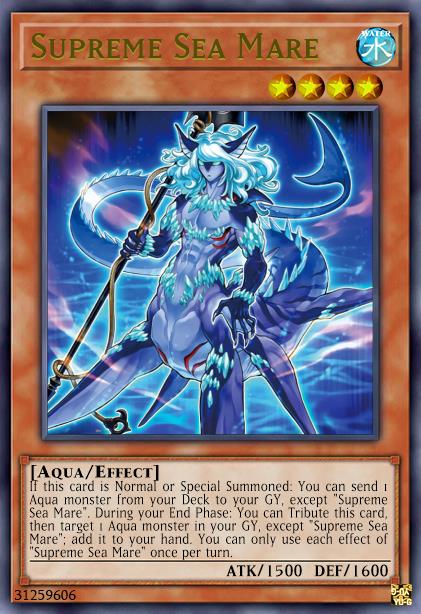 SUPREME SEA MARE
WATER
水
[AQUA/EFFECT]
If this card is Normal or Special Summoned: You can send 1
Aqua monster from your Deck to your GY, except "Supreme
Sea Mare". During your End Phase: You can Tribute this card,
then target 1 Aqua monster in your GY, except "Supreme Sea
Mare"; add it to your hand. You can only use each effect of
"Supreme Sea Mare" once per turn.
ATK/1500 DEF/1600
31259606